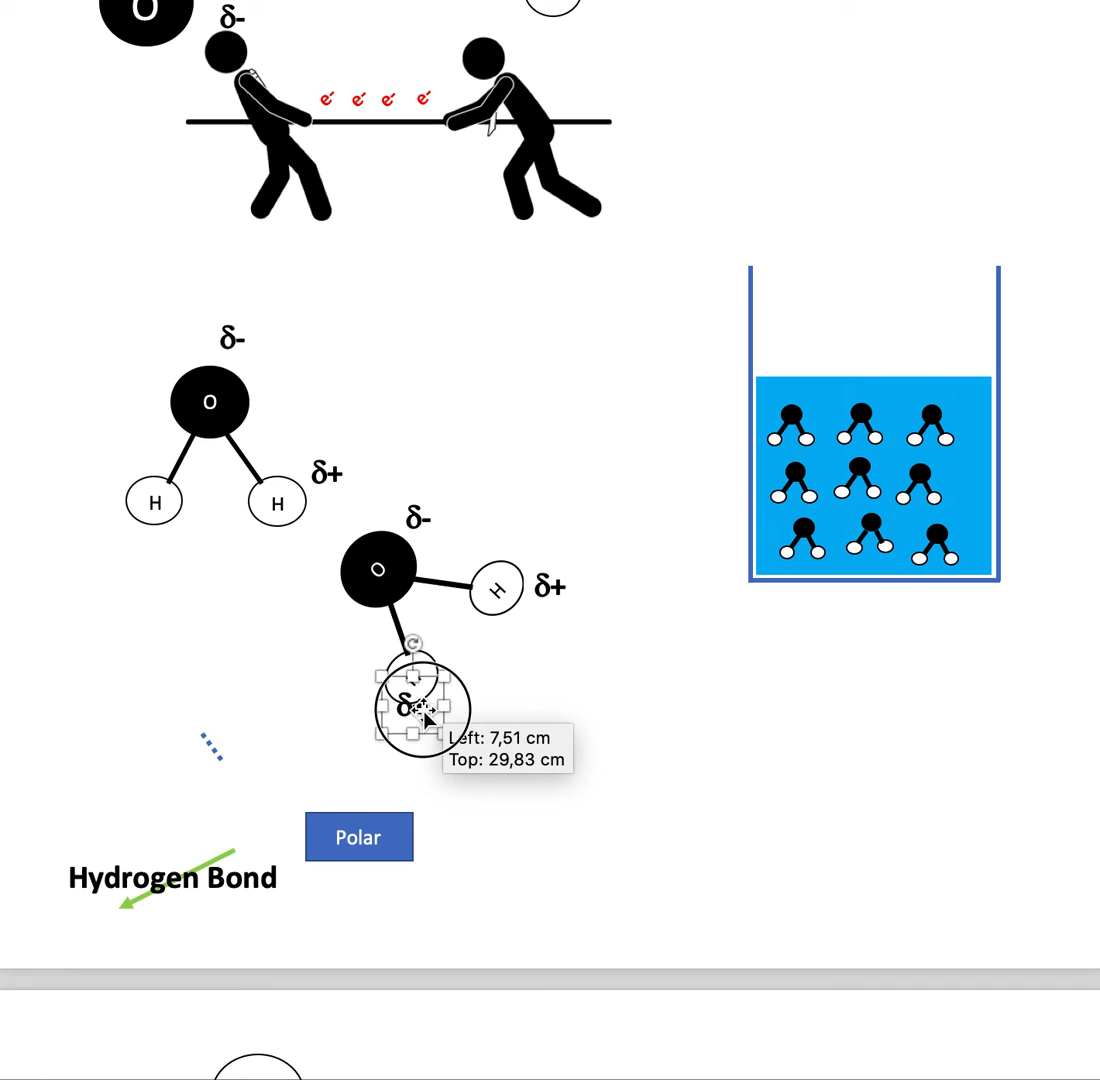 O
δ-
e-
e-
e-
e-
δ-
O
H
H
δ+
δ-
O
H
δ+
δ
Left: 7,51 cm
Top: 29,83 cm
Polar
Hydrogen Bond